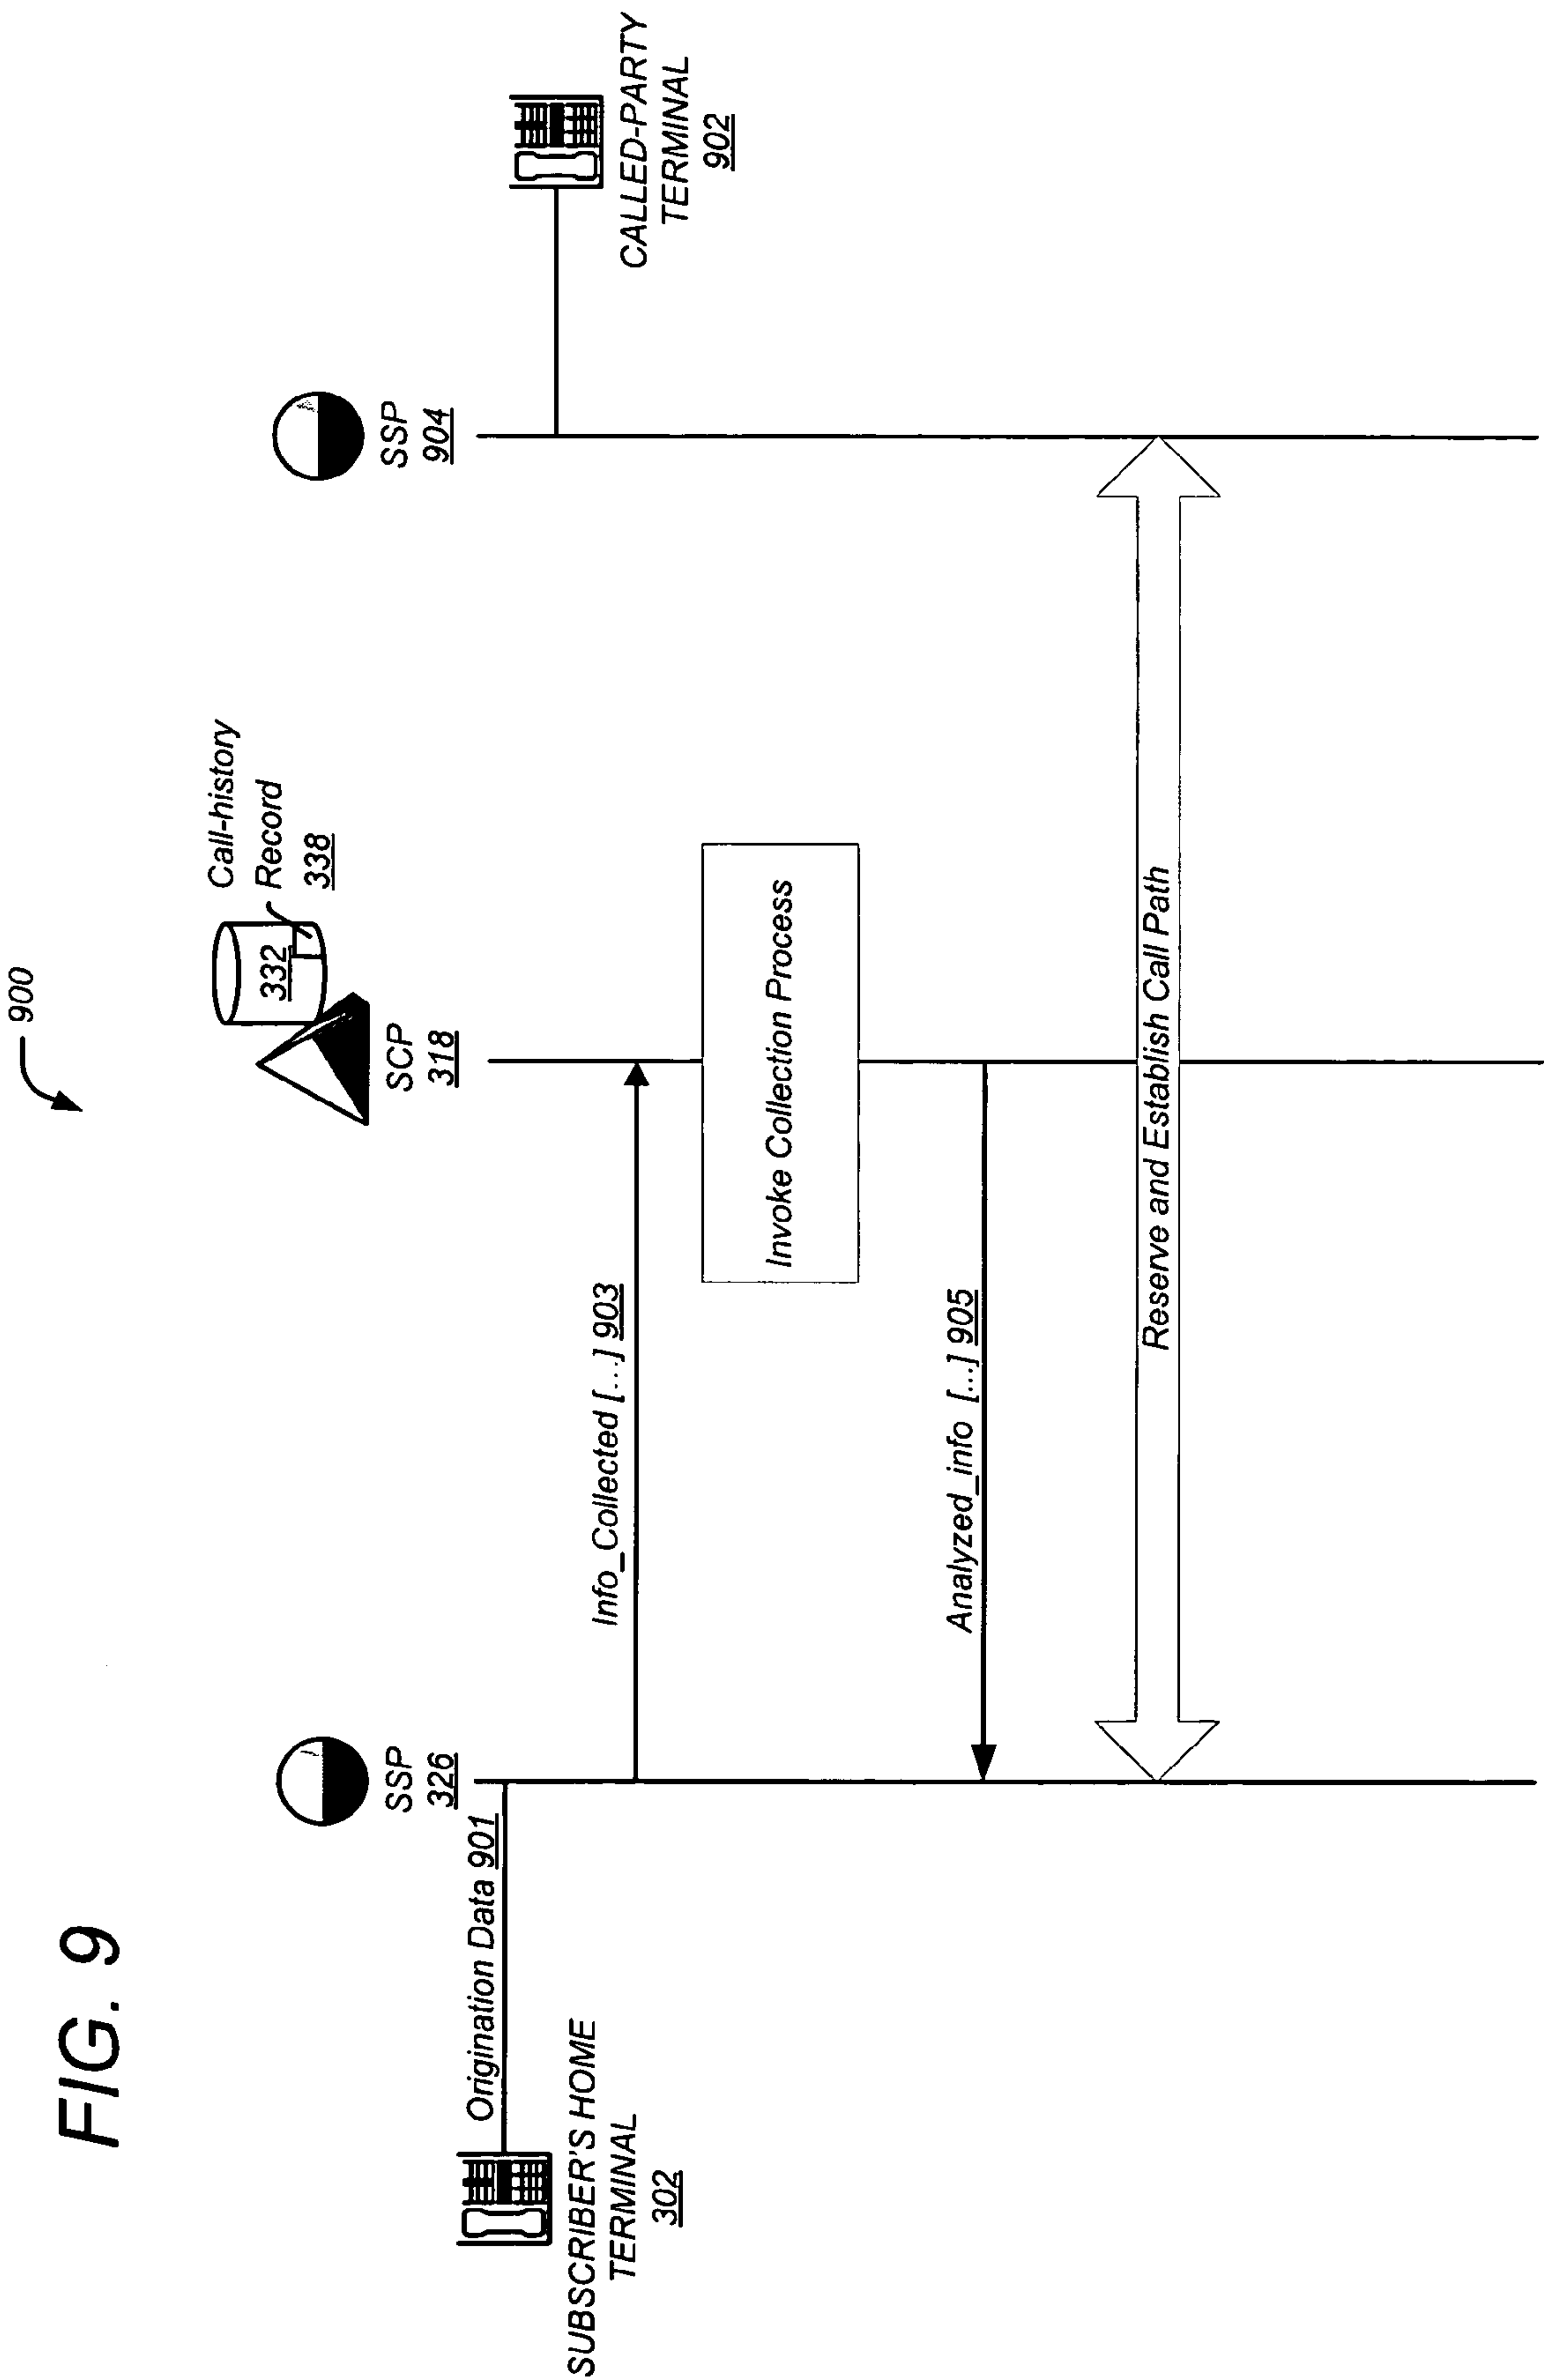 FIG. 9
900
Call-history
Record
338
332
SSP
326
SCP
318
SSP
904
Origination Data 901
SUBSCRIBER'S HOME
TERMINAL
302
CALLED-PARTY
TERMINAL
902
Info_Collected [...] 903
Invoke Collection Process
Analyzed_info [...] 905
Reserve and Establish Call Path